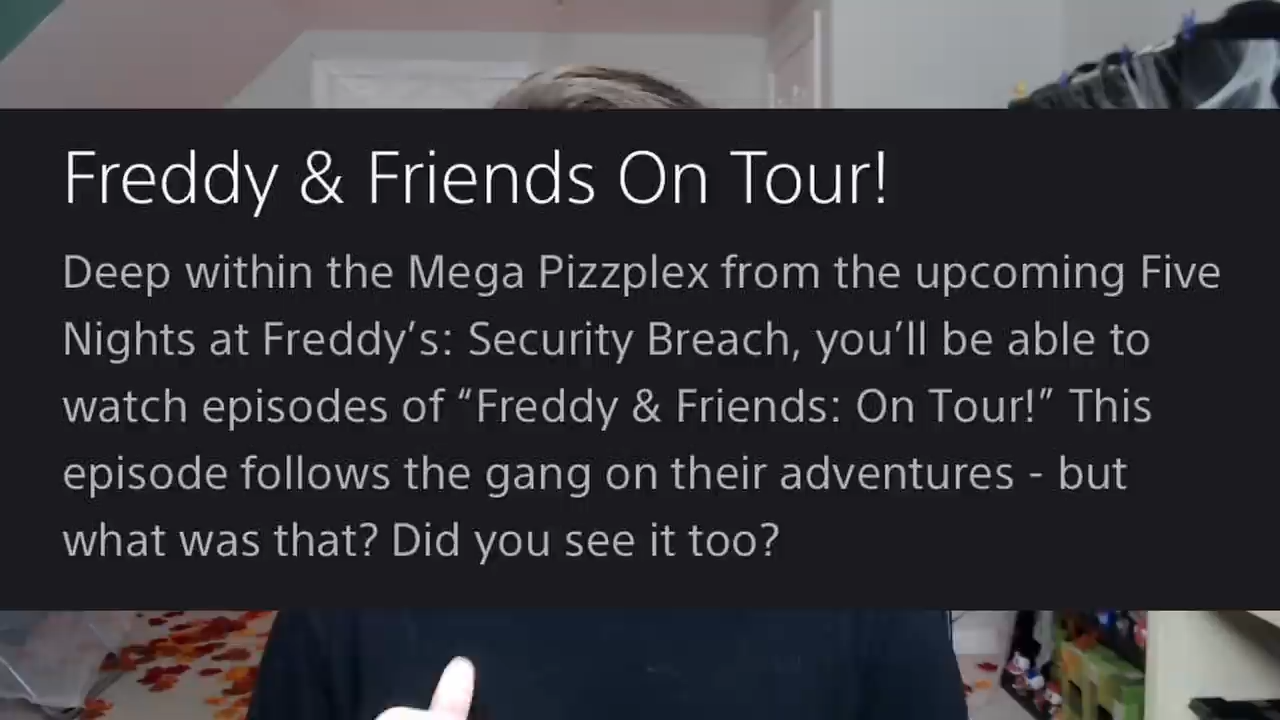 Freddy & Friends On Tour!
Deep within the Mega Pizzplex from the upcoming Five
Nights at Freddy’s: Security Breach, you’ll be able to
watch episodes of “Freddy & Friends: On Tour!” This
episode follows the gang on their adventures - but
what was that? Did you see it too?